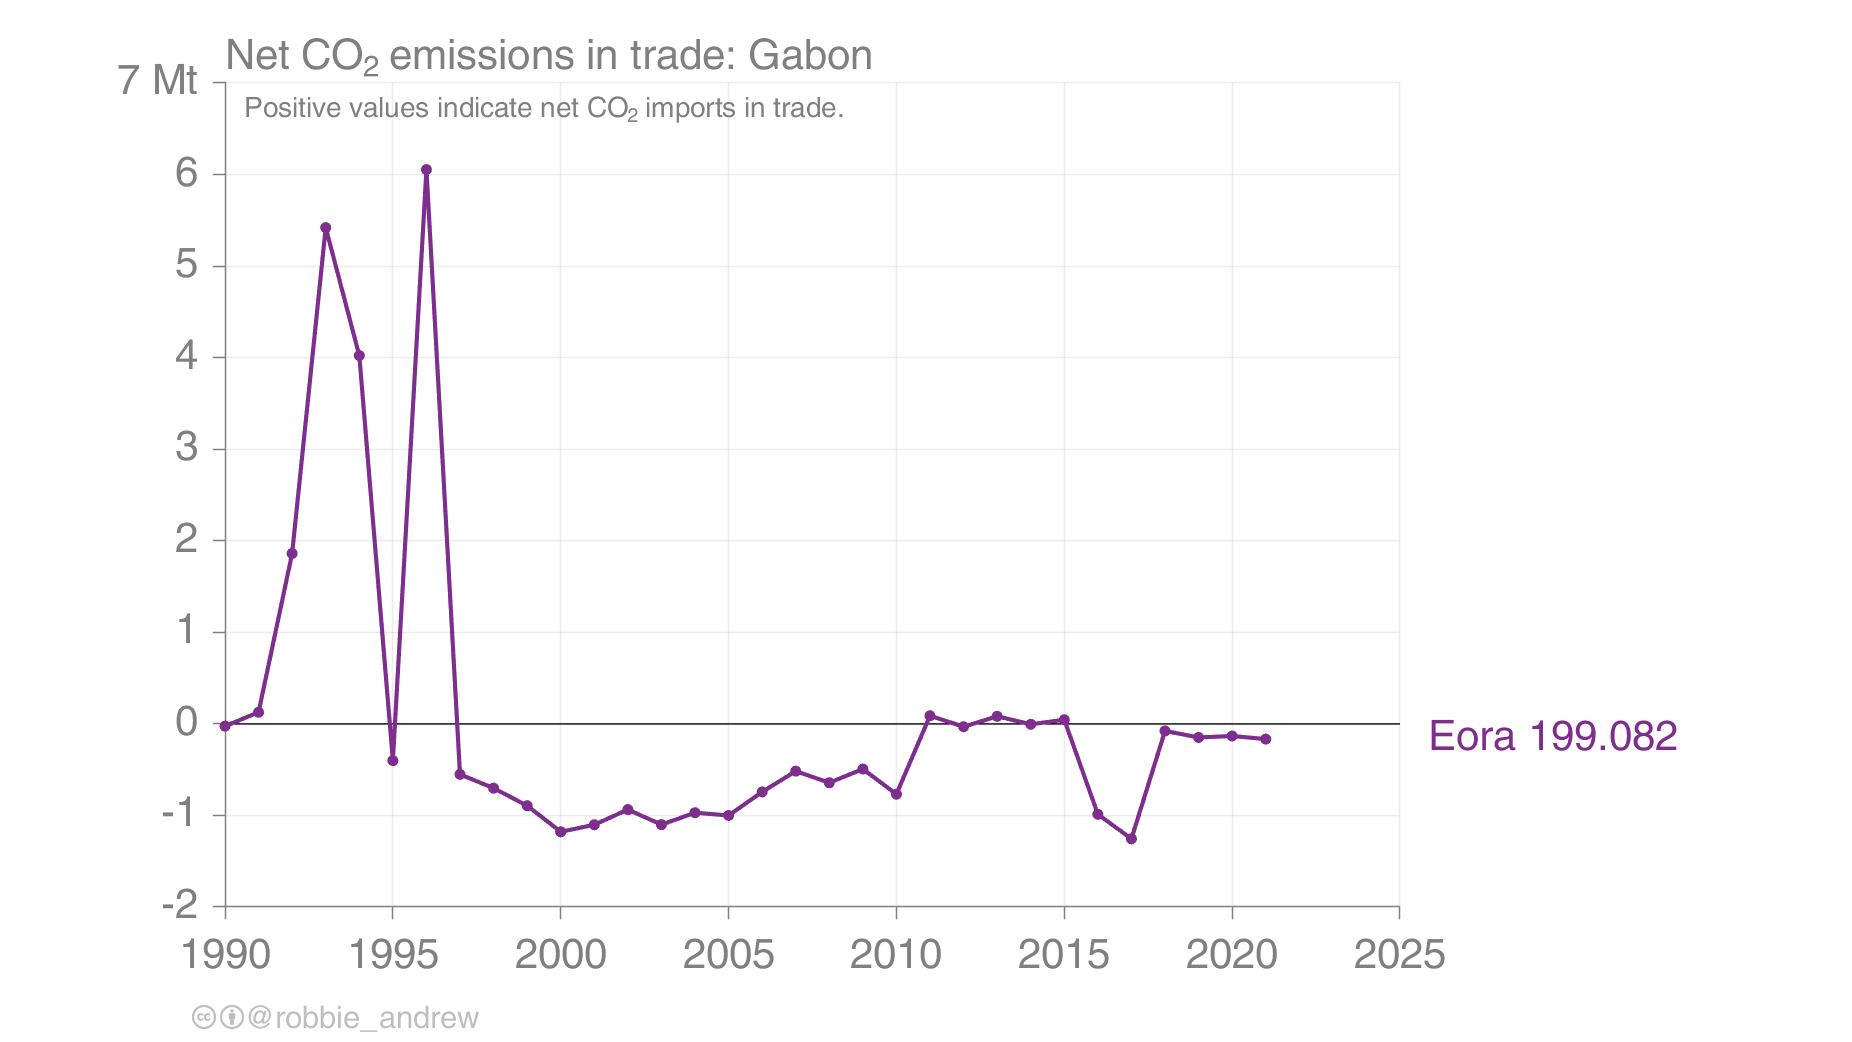 Net CO₂ emissions in trade: Gabon
7 Mt
Positive values indicate net CO₂ imports in trade.
6
5
4
3
2
1
0
Eora 199.082
-1
-2
1990 1995 2000 2005 2010 2015 2020 2025
@robbie_andrew